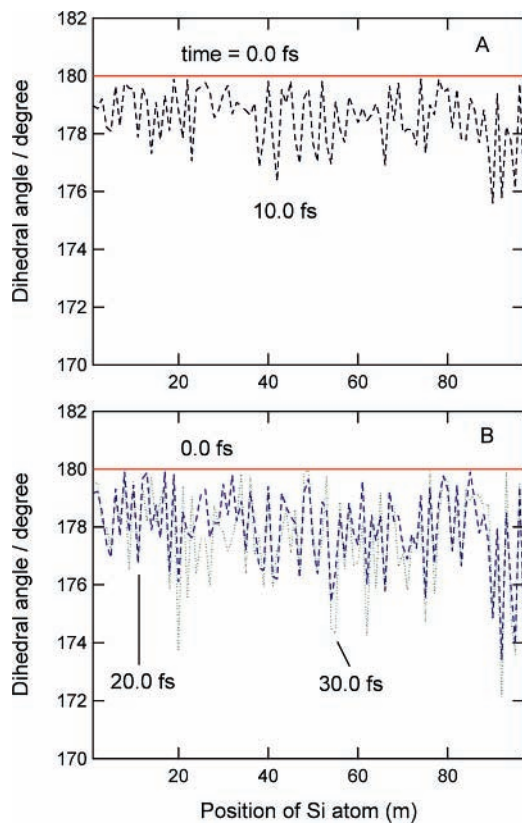 182
time = 0.0 fs
A
180
178
176
10.0 fs
174
172
170
20
40
60
80
Dihedral angle / degree
182
0.0 fs
B
180
178
176
174
20.0 fs
30.0 fs
172
170
20
40
60
80
Dihedral angle / degree
Position of Si atom (m)